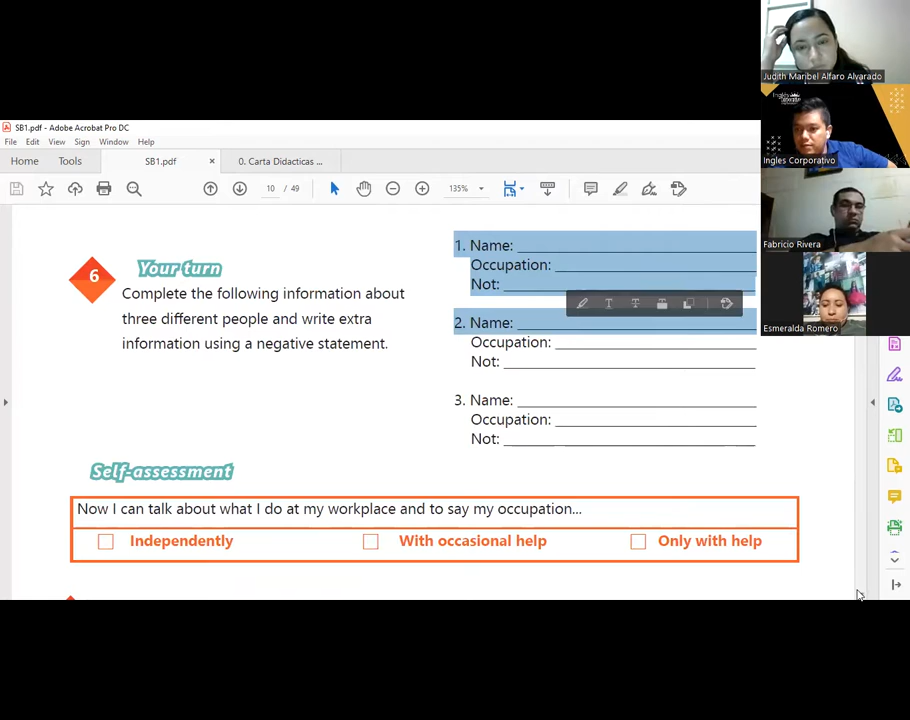 SB1.pdf - Adobe Acrobat Pro DC
File Edit View Sign Window Help
Home Tools SB1.pdf × 0. Carta Didacticas ...
10 / 49 135%
6
Your turn
Complete the following information about
three different people and write extra
information using a negative statement.
1. Name:
Occupation:
Not:
2. Name:
Occupation:
Not:
3. Name:
Occupation:
Not:
Self-assessment
Now I can talk about what I do at my workplace and to say my occupation...
Independently With occasional help Only with help
Judith Maribel Alfaro Alvarado
Ingles Corporativo
Fabricio Rivera
Esmeralda Romero